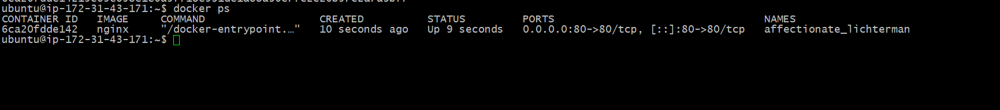 ubuntu@ip-172-31-43-171:~$ docker ps
CONTAINER ID   IMAGE     COMMAND                  CREATED          STATUS         PORTS                                 NAMES
6ca20fdde142   nginx     "/docker-entrypoint.…"   10 seconds ago   Up 9 seconds   0.0.0.0:80->80/tcp, [::]:80->80/tcp   affectionate_lichterman
ubuntu@ip-172-31-43-171:~$